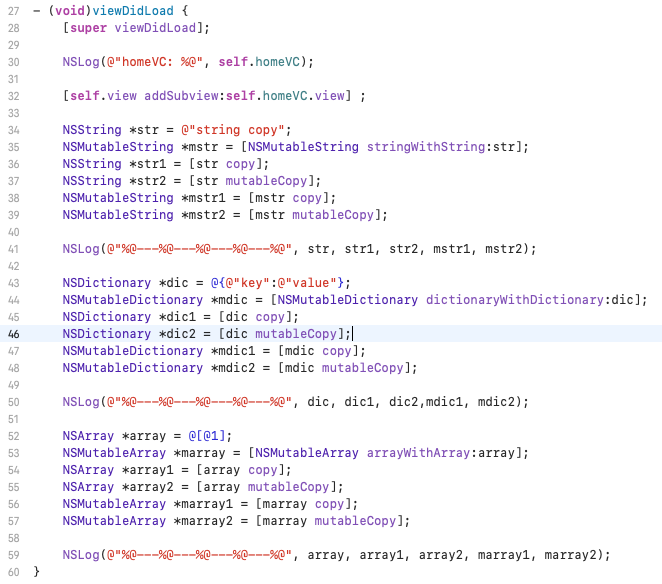 27 - (void)viewDidLoad {
28     [super viewDidLoad];
29
30     NSLog(@"homeVC: %@", self.homeVC);
31
32     [self.view addSubview:self.homeVC.view] ;
33
34     NSString *str = @"string copy";
35     NSMutableString *mstr = [NSMutableString stringWithString:str];
36     NSString *str1 = [str copy];
37     NSString *str2 = [str mutableCopy];
38     NSMutableString *mstr1 = [mstr copy];
39     NSMutableString *mstr2 = [mstr mutableCopy];
40
41     NSLog(@"%@---%@---%@---%@---%@", str, str1, str2, mstr1, mstr2);
42
43     NSDictionary *dic = @{@"key":@"value"};
44     NSMutableDictionary *mdic = [NSMutableDictionary dictionaryWithDictionary:dic];
45     NSDictionary *dic1 = [dic copy];
46     NSDictionary *dic2 = [dic mutableCopy];
47     NSMutableDictionary *mdic1 = [mdic copy];
48     NSMutableDictionary *mdic2 = [mdic mutableCopy];
49
50     NSLog(@"%@---%@---%@---%@---%@", dic, dic1, dic2,mdic1, mdic2);
51
52     NSArray *array = @[@1];
53     NSMutableArray *marray = [NSMutableArray arrayWithArray:array];
54     NSArray *array1 = [array copy];
55     NSArray *array2 = [array mutableCopy];
56     NSMutableArray *marray1 = [marray copy];
57     NSMutableArray *marray2 = [marray mutableCopy];
58
59     NSLog(@"%@---%@---%@---%@---%@", array, array1, array2, marray1, marray2);
60 }